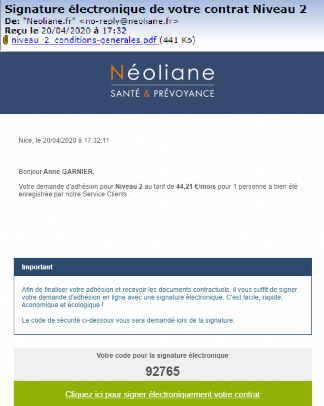 Signature électronique de votre contrat Niveau 2
De: "Neoliane.fr" <no-reply@neoliane.fr>
Reçu le 20/04/2020 à 17:32
niveau_2_conditions-generales.pdf (441 Ko)
Néoliane
SANTÉ & PRÉVOYANCE
Nice, le 20/04/2020 à 17:32:11
Bonjour Anne GARNIER,
Votre demande d'adhésion pour Niveau 2 au tarif de 44,21 €/mois pour 1 personne a bien été
enregistrée par notre Service Clients.
Important
Afin de finaliser votre adhésion et recevoir les documents contractuels, il vous suffit de signer
votre demande d'adhésion en ligne avec une signature électronique. C'est facile, rapide,
économique et écologique !
Le code de sécurité ci-dessous vous sera demandé lors de la signature.
Votre code pour la signature électronique
92765
Cliquez ici pour signer électroniquement votre contrat